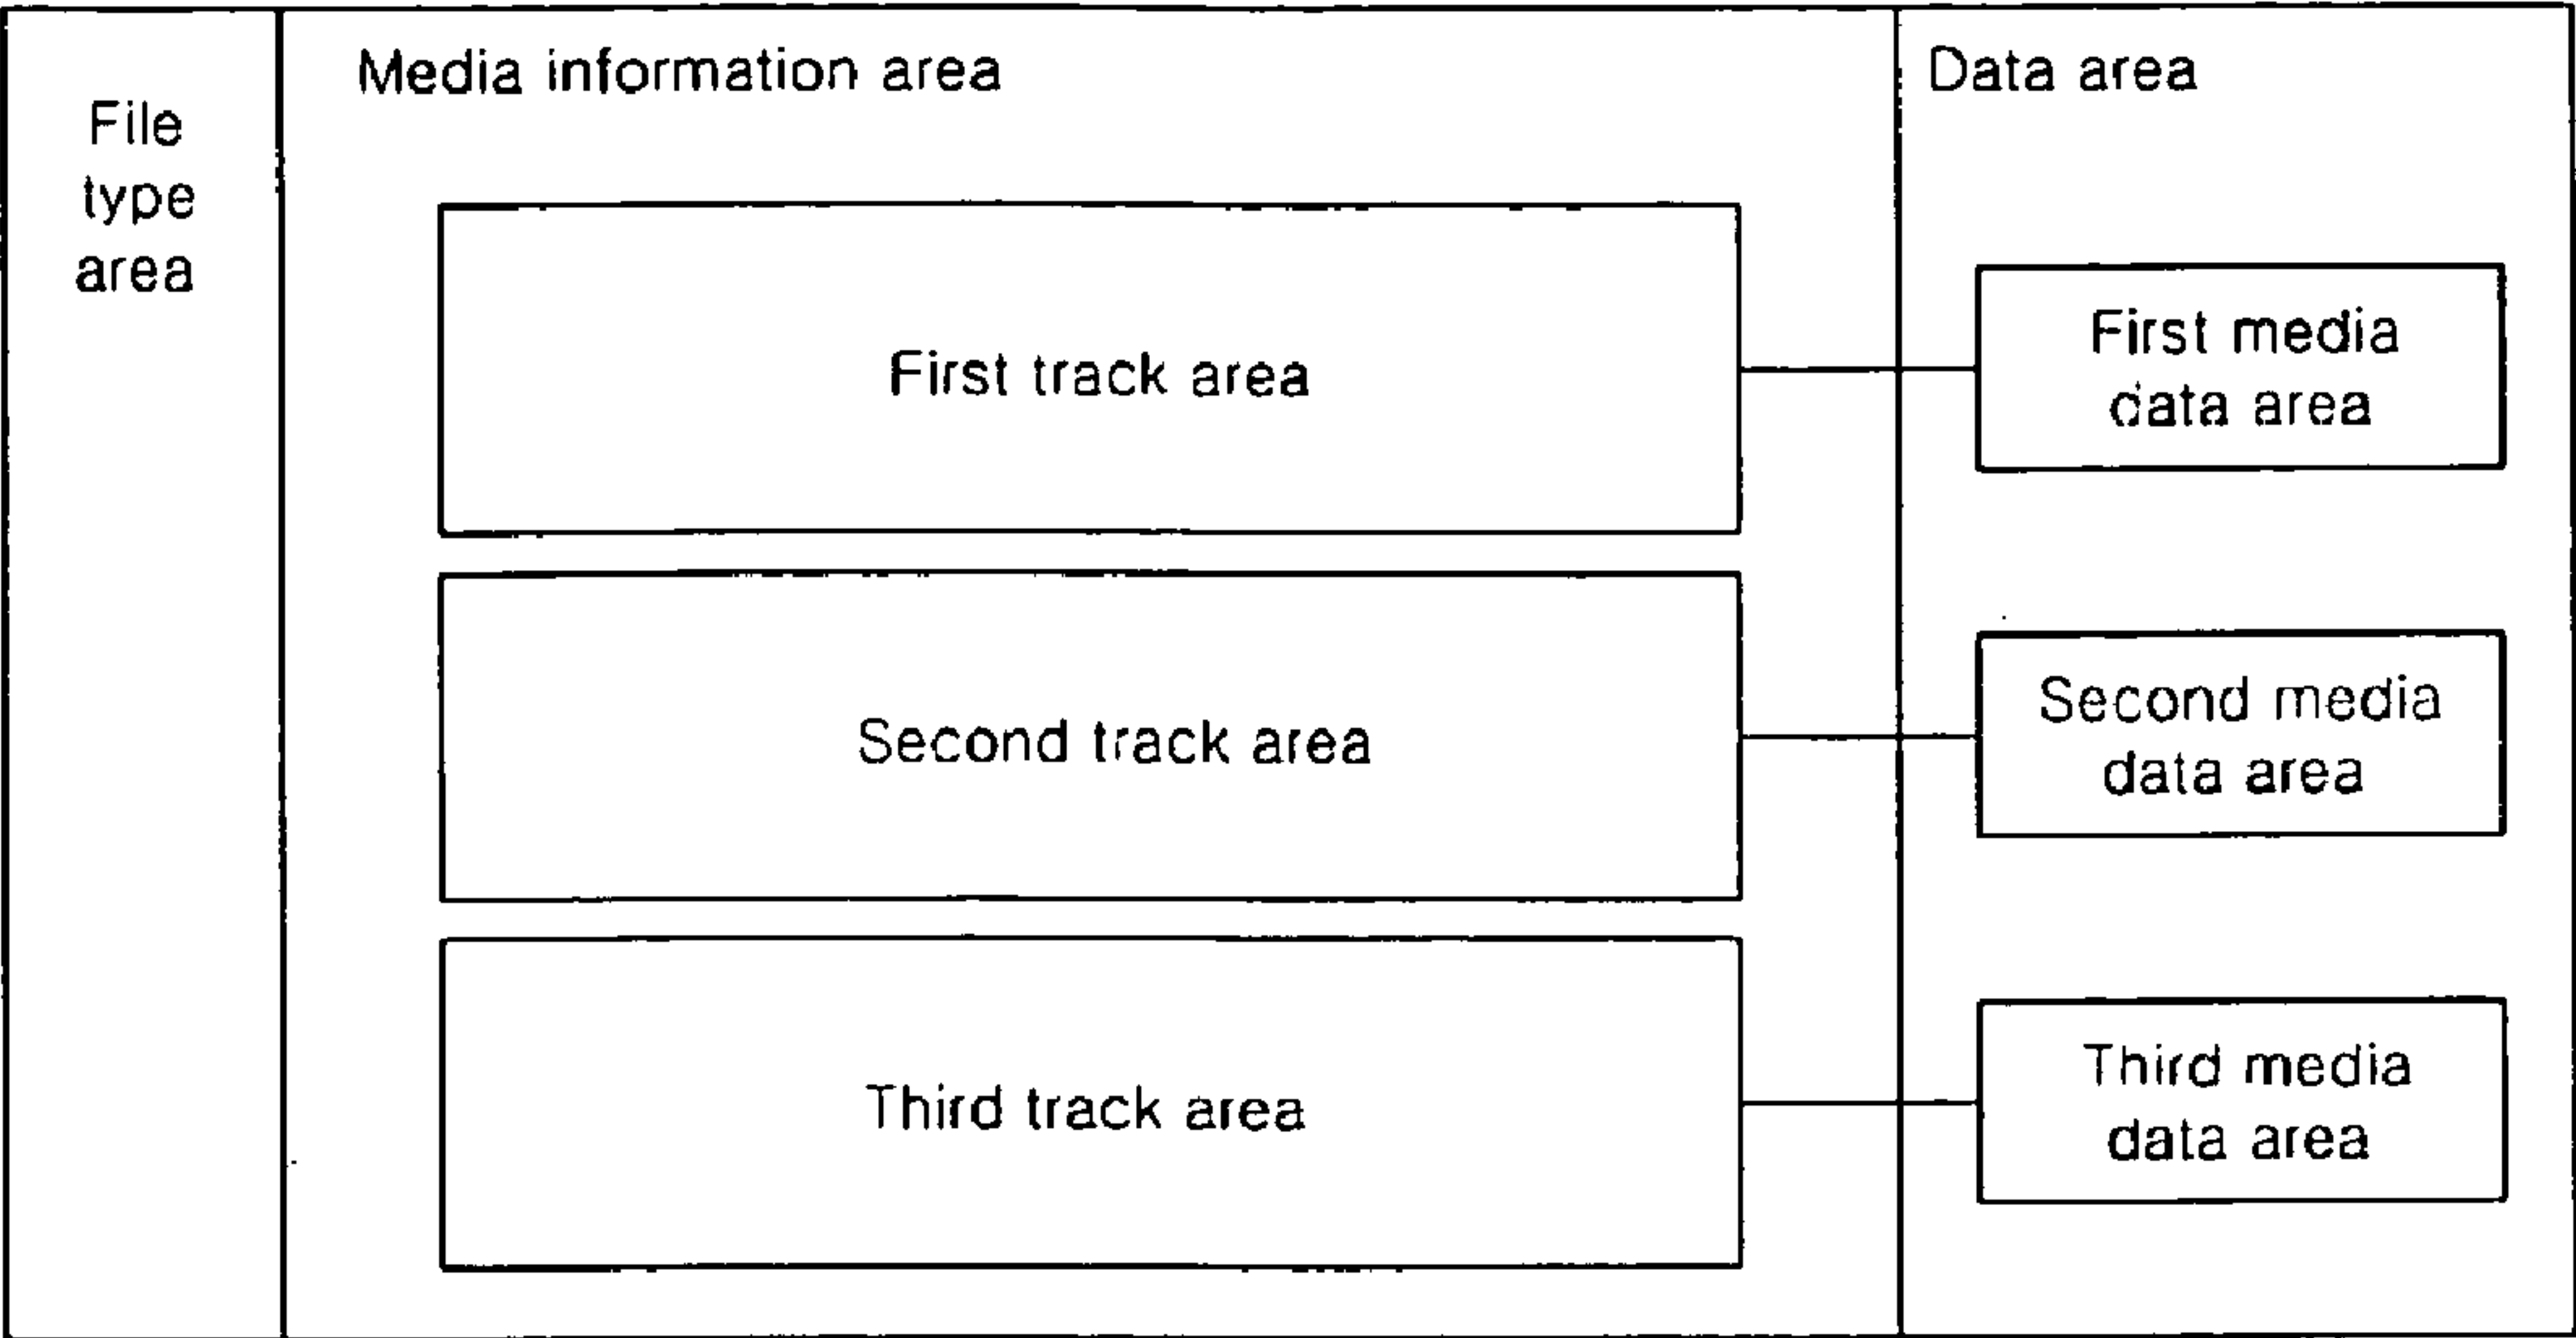 File
type
area
Media information area
First track area
Second track area
Third track area
Data area
First media
data area
Second media
data area
Third media
data area